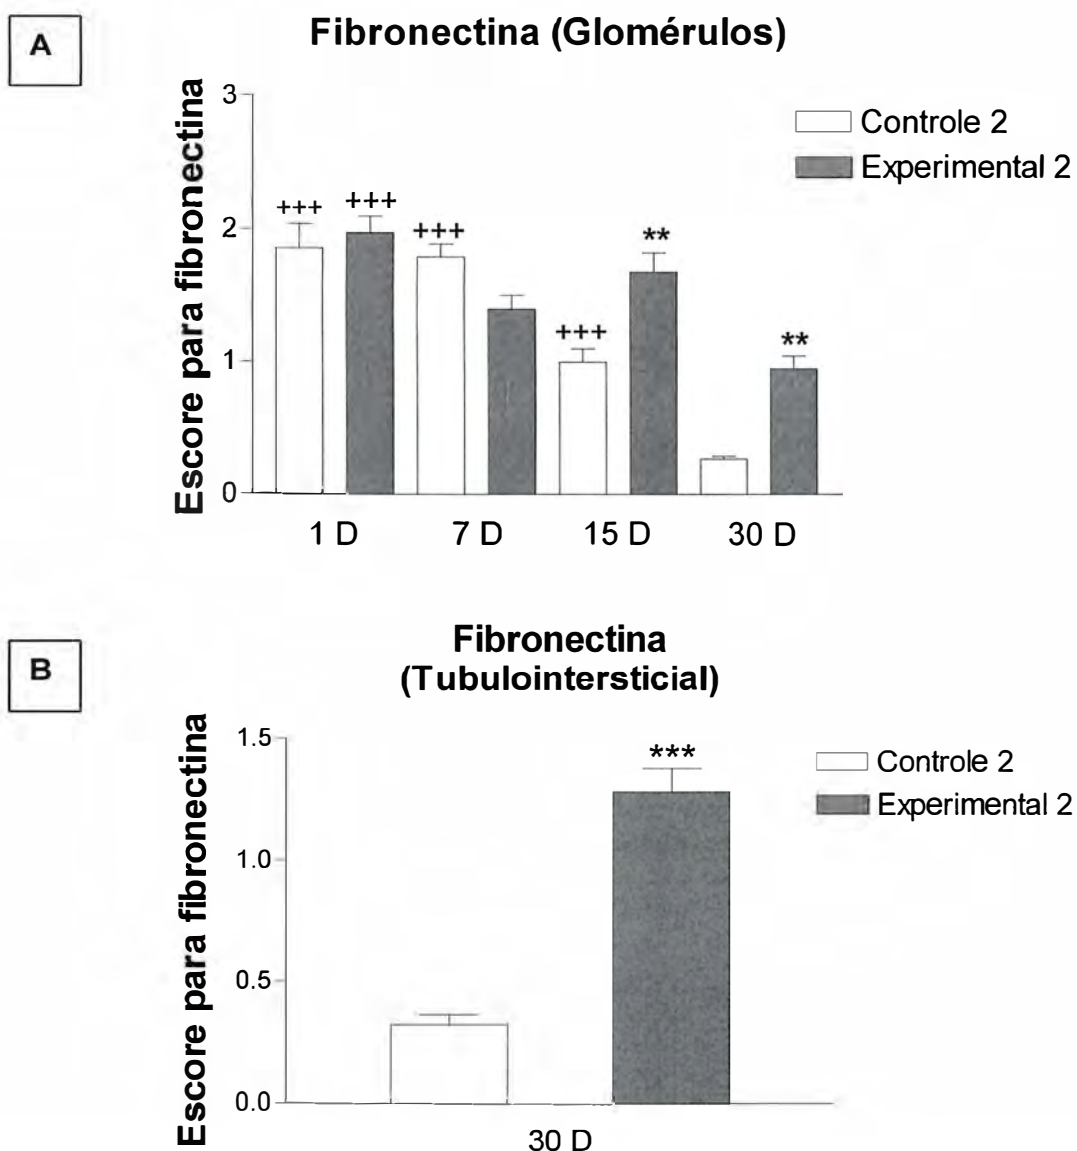 A
Fibronectina (Glomérulos)
Escore para fibronectina
3
2
1
0
+++
+++
+++
+++
**
**
Controle 2
Experimental 2
1 D
7 D
15 D
30 D
B
Fibronectina
(Tubulointersticial)
Escore para fibronectina
1.5
1.0
0.5
0.0
***
Controle 2
Experimental 2
30 D